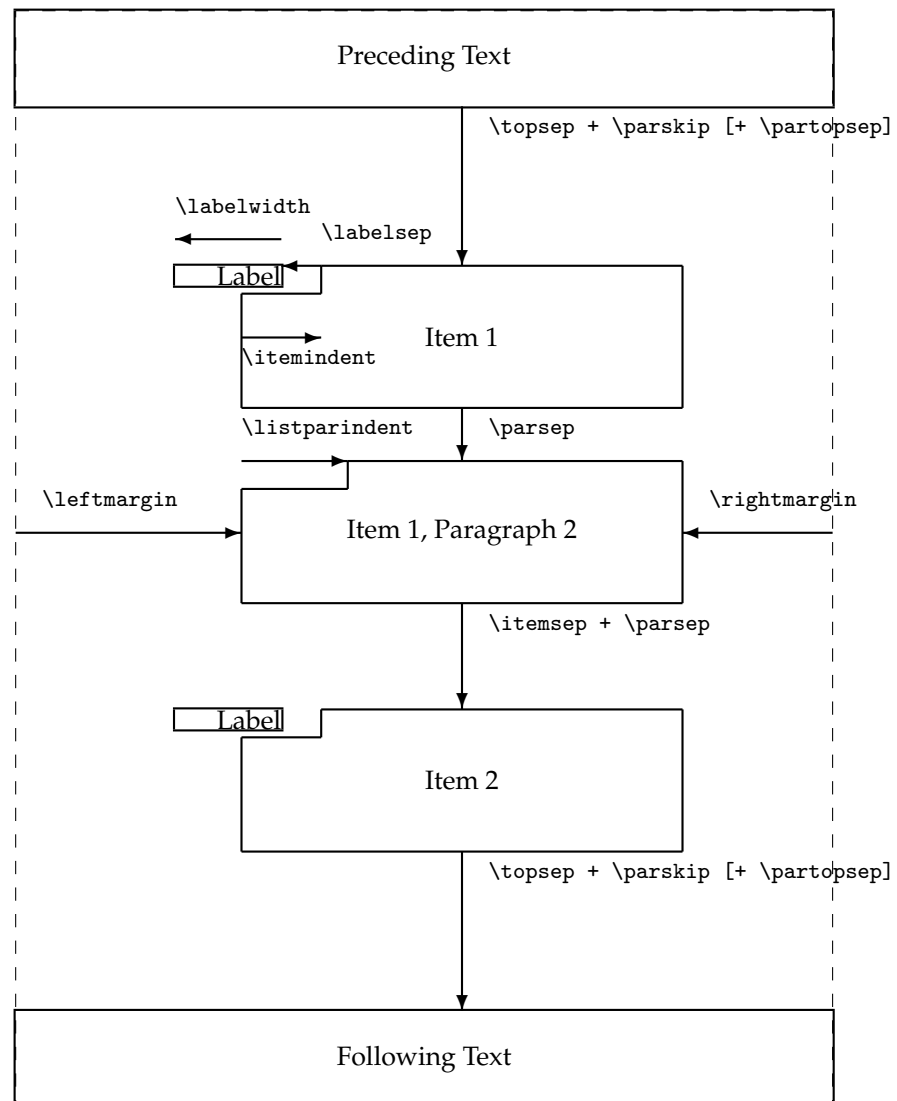 Preceding Text
\topsep + \parskip [+ \partopsep]
\labelwidth
\labelsep
Label
Item 1
\itemindent
\listparindent
\parsep
\leftmargin
\rightmargin
Item 1, Paragraph 2
\itemsep + \parsep
Label
Item 2
\topsep + \parskip [+ \partopsep]
Following Text